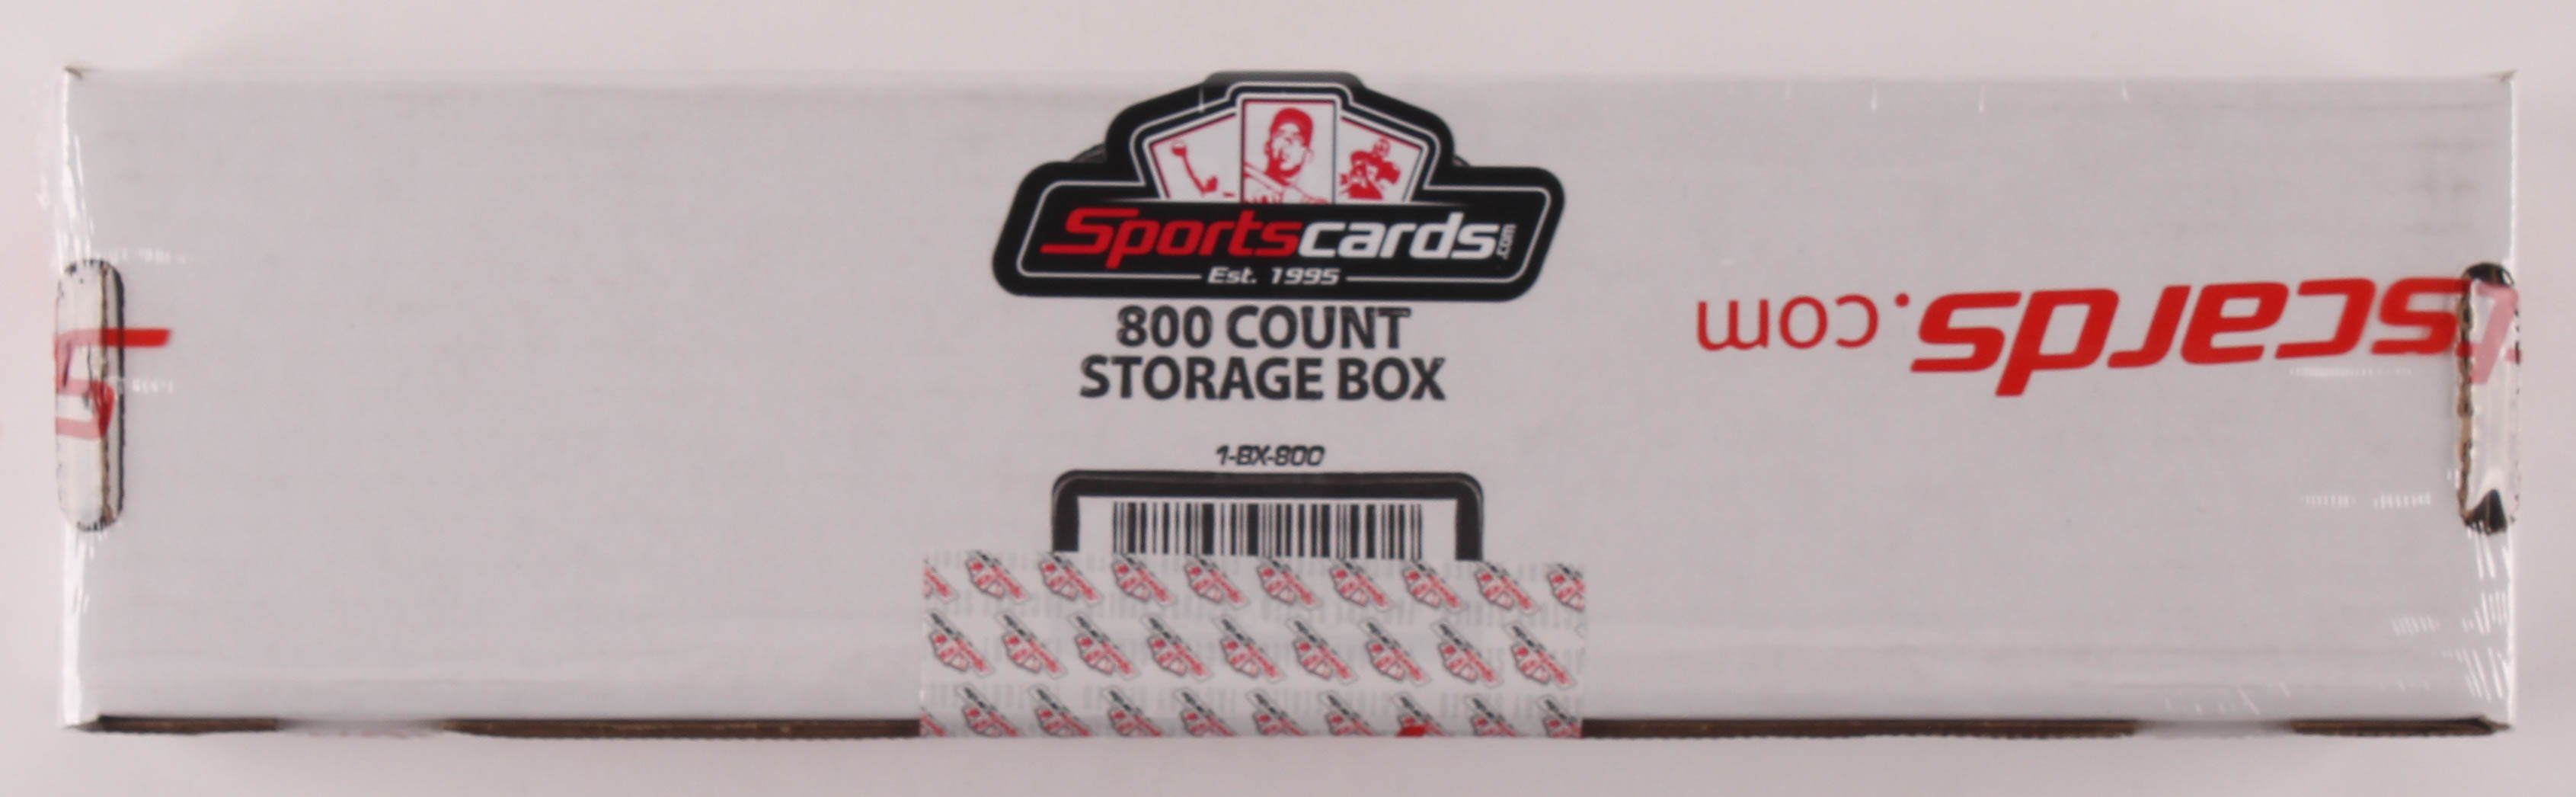 Sportscards.com
Est. 1995
800 COUNT
STORAGE BOX
1-BX-800
scards.com